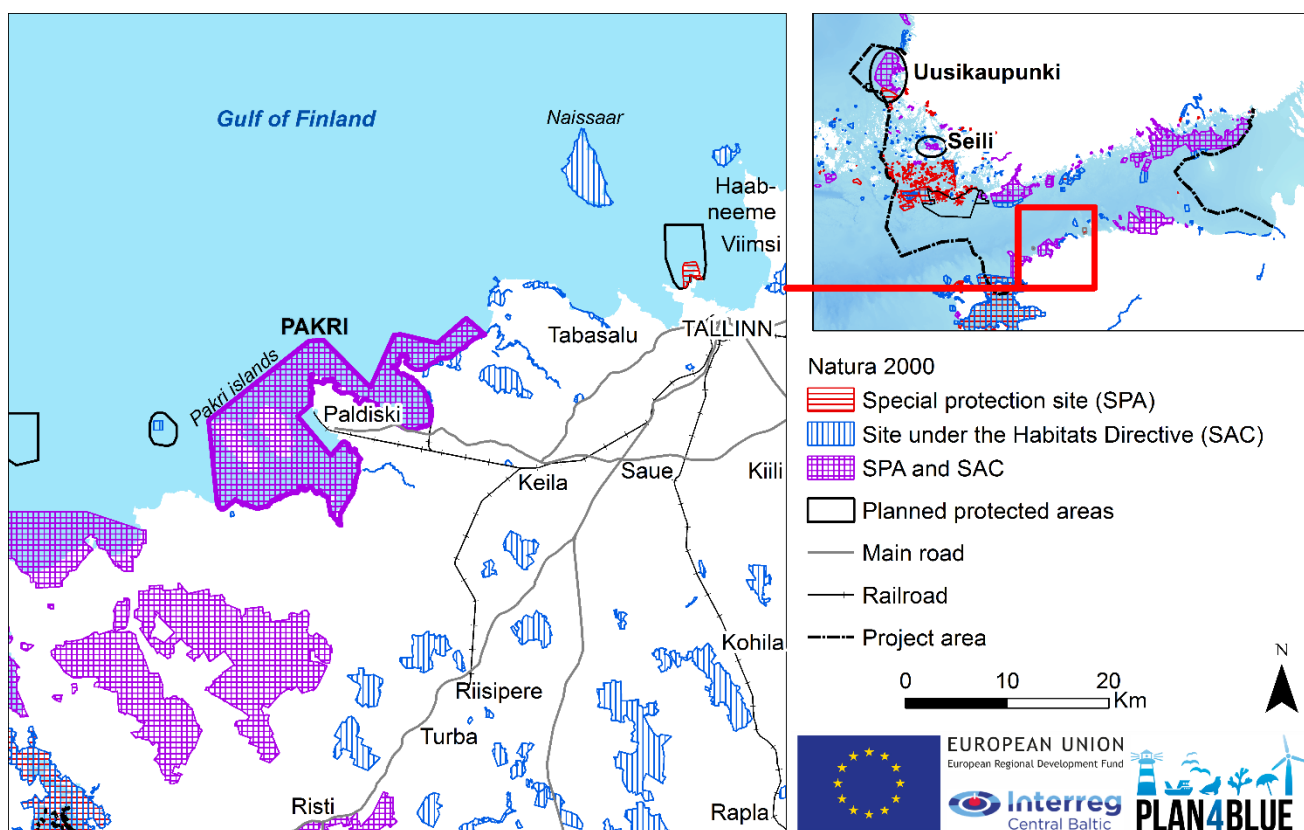 Gulf of Finland
Naissaar
Haab-
neeme
Viimsi
PAKRI
Pakri islands
Tabasalu
TALLINN
Paldiski
Keila
Saue
Kiili
Kohila
Riisipere
Turba
Risti
Rapla
Uusikaupunki
Seili
Natura 2000
Special protection site (SPA)
Site under the Habitats Directive (SAC)
SPA and SAC
Planned protected areas
Main road
Railroad
Project area
N
0 10 20
Km
EUROPEAN UNION
European Regional Development Fund
Interreg
Central Baltic
PLAN4BLUE